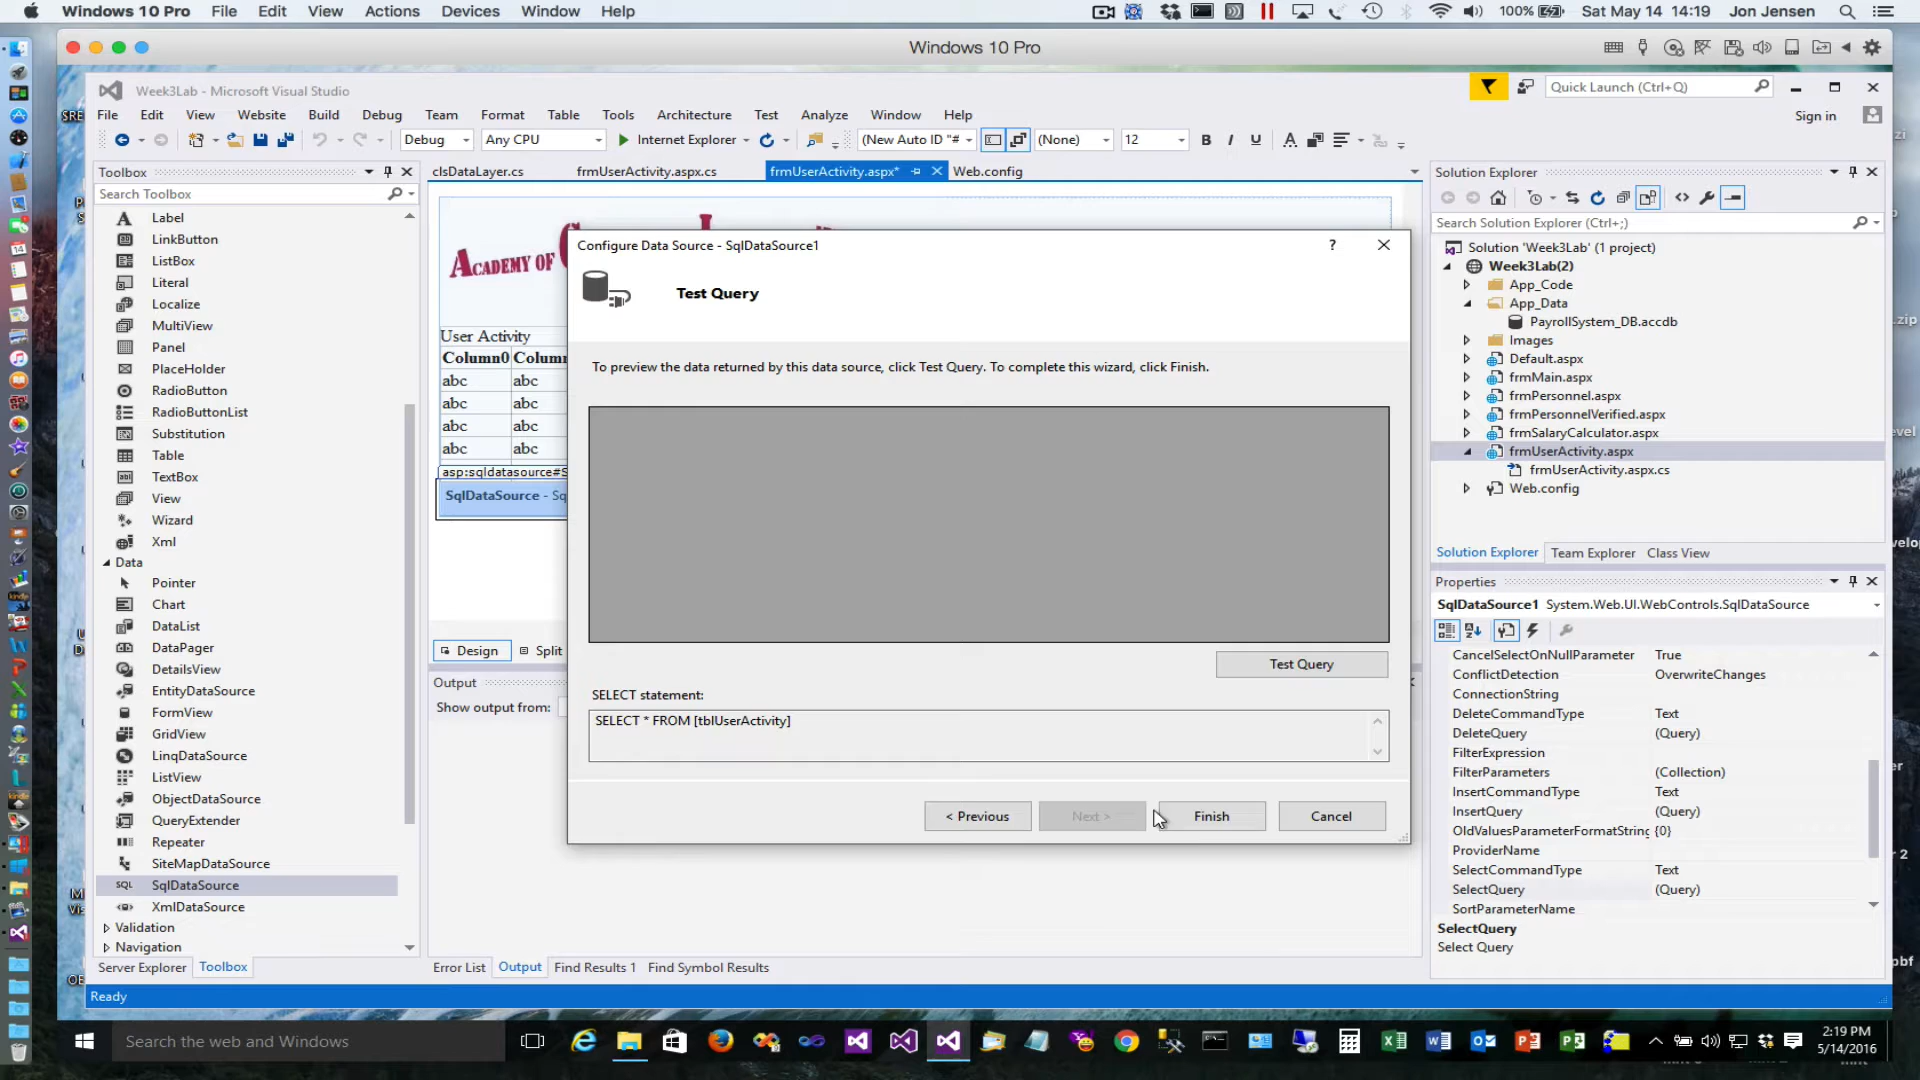 Windows 10 Pro File Edit View Actions Devices Window Help 100% Sat May 14 14:19 Jon Jensen
Windows 10 Pro
Week3Lab - Microsoft Visual Studio
Quick Launch (Ctrl+Q)
File Edit View Website Build Debug Team Format Table Tools Architecture Test Analyze Window Help
Sign in
Debug Any CPU Internet Explorer (New Auto ID "# (None) 12 B I U
Toolbox
Search Toolbox
Label
LinkButton
ListBox
Literal
Localize
MultiView
Panel
PlaceHolder
RadioButton
RadioButtonList
Substitution
Table
TextBox
View
Wizard
Xml
Data
Pointer
Chart
DataList
DataPager
DetailsView
EntityDataSource
FormView
GridView
LinqDataSource
ListView
ObjectDataSource
QueryExtender
Repeater
SiteMapDataSource
SQL SqlDataSource
XmlDataSource
Validation
Navigation
Server Explorer Toolbox
clsDataLayer.cs frmUserActivity.aspx.cs frmUserActivity.aspx* Web.config
ACADEMY OF
User Activity
Column0 Colum
abc abc
abc abc
abc abc
abc abc
asp:sqldatasource#S
SqlDataSource - Sq
Design Split
Output
Show output from:
Error List Output Find Results 1 Find Symbol Results
Configure Data Source - SqlDataSource1
Test Query
To preview the data returned by this data source, click Test Query. To complete this wizard, click Finish.
Test Query
SELECT statement:
SELECT * FROM [tblUserActivity]
< Previous Next > Finish Cancel
Solution Explorer
Search Solution Explorer (Ctrl+;)
Solution 'Week3Lab' (1 project)
Week3Lab(2)
App_Code
App_Data
PayrollSystem_DB.accdb
Images
Default.aspx
frmMain.aspx
frmPersonnel.aspx
frmPersonnelVerified.aspx
frmSalaryCalculator.aspx
frmUserActivity.aspx
frmUserActivity.aspx.cs
Web.config
Solution Explorer Team Explorer Class View
Properties
SqlDataSource1 System.Web.UI.WebControls.SqlDataSource
CancelSelectOnNullParameter True
ConflictDetection OverwriteChanges
ConnectionString
DeleteCommandType Text
DeleteQuery (Query)
FilterExpression
FilterParameters (Collection)
InsertCommandType Text
InsertQuery (Query)
OldValuesParameterFormatString {0}
ProviderName
SelectCommandType Text
SelectQuery (Query)
SortParameterName
SelectQuery
Select Query
Ready
Search the web and Windows
2:19 PM
5/14/2016